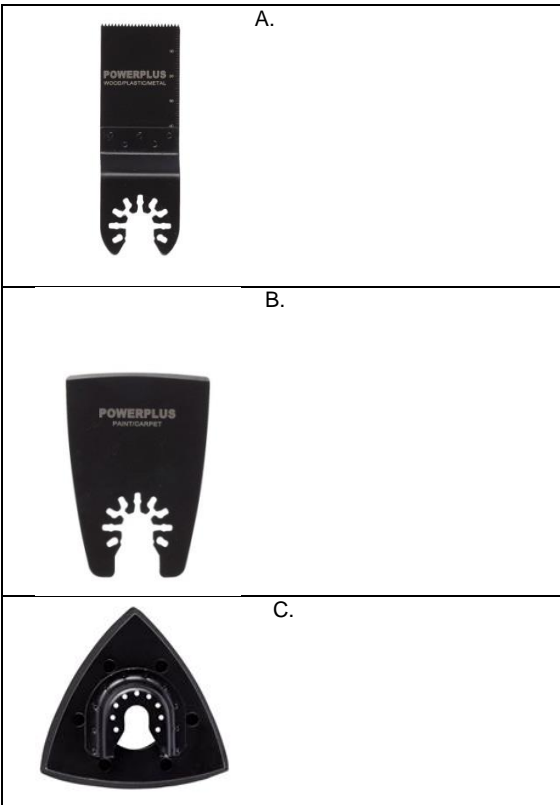 A.
POWERPLUS
WOOD/PLASTIC/METAL
B.
POWERPLUS
PAINT/CARPET
C.